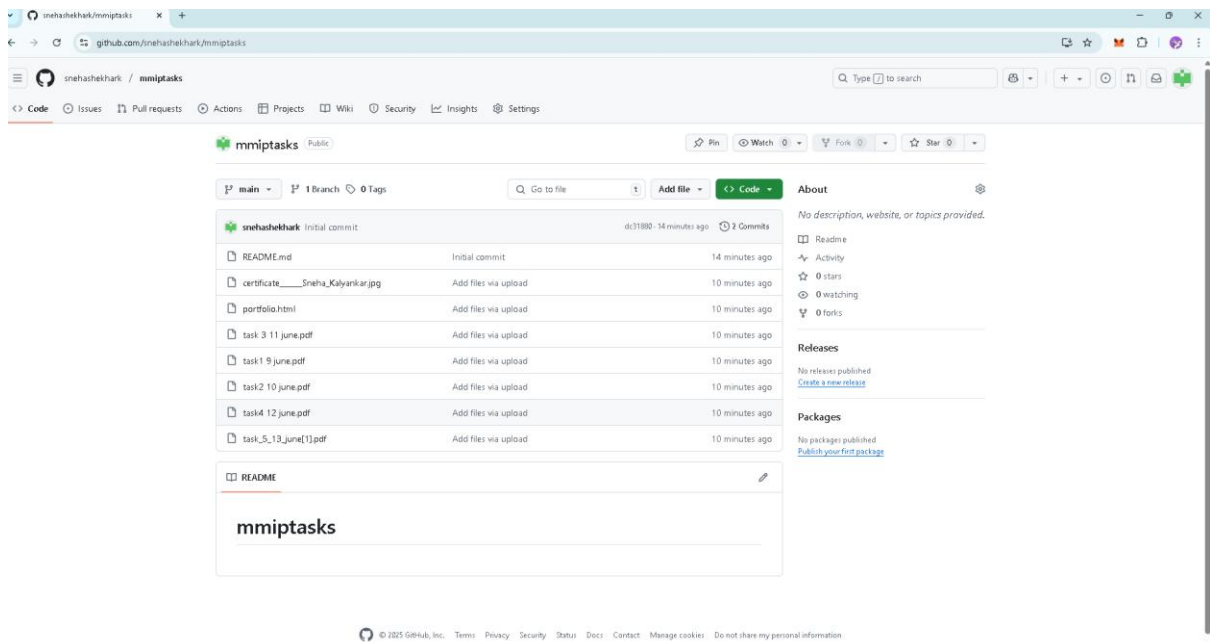 snehashekhark/mmiptasks
github.com/snehashekhark/mmiptasks
snehashekhark / mmiptasks
Type / to search
Code Issues Pull requests Actions Projects Wiki Security Insights Settings
mmiptasks Public
Pin Watch 0 Fork 0 Star 0
main 1 Branch 0 Tags Go to file t Add file Code
snehashekhark Initial commit dc31880 · 14 minutes ago 2 Commits
README.md Initial commit 14 minutes ago
certificate_____Sneha_Kalyankar.jpg Add files via upload 10 minutes ago
portfolio.html Add files via upload 10 minutes ago
task 3 11 june.pdf Add files via upload 10 minutes ago
task1 9 june.pdf Add files via upload 10 minutes ago
task2 10 june.pdf Add files via upload 10 minutes ago
task4 12 june.pdf Add files via upload 10 minutes ago
task_5_13_june[1].pdf Add files via upload 10 minutes ago
README
mmiptasks
About
No description, website, or topics provided.
Readme
Activity
0 stars
0 watching
0 forks
Releases
No releases published
Create a new release
Packages
No packages published
Publish your first package
© 2025 GitHub, Inc. Terms Privacy Security Status Docs Contact Manage cookies Do not share my personal information